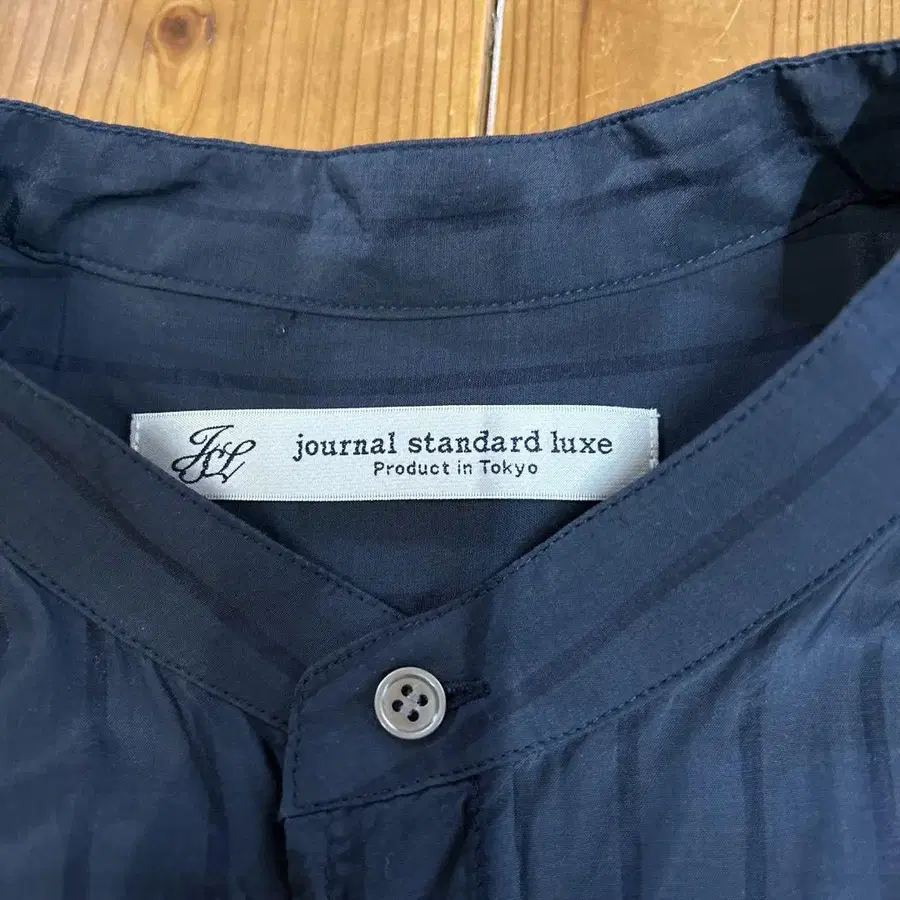 JSL
journal standard luxe
Product in Tokyo